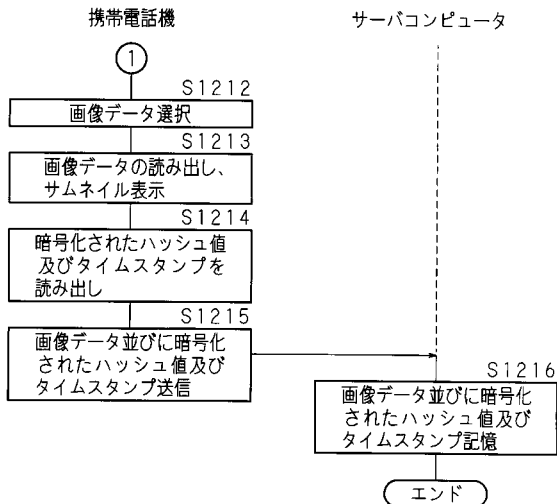 携帯電話機
サーバコンピュータ
1
S1212
画像データ選択
S1213
画像データの読み出し、
サムネイル表示
S1214
暗号化されたハッシュ値
及びタイムスタンプを
読み出し
S1215
画像データ並びに暗号化
されたハッシュ値及び
タイムスタンプ送信
S1216
画像データ並びに暗号化
されたハッシュ値及び
タイムスタンプ記憶
エンド